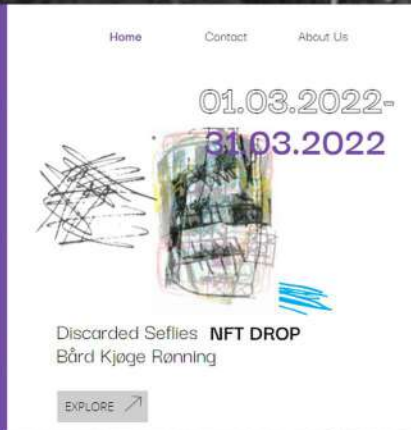 Home Contact About Us
01.03.2022-
31.03.2022
Discarded Seflies NFT DROP
Bård Kjøge Rønning
EXPLORE